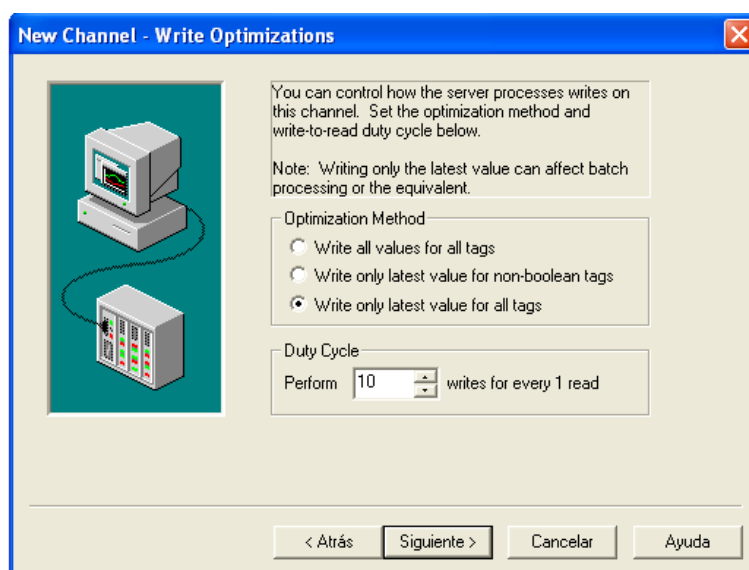 New Channel - Write Optimizations
You can control how the server processes writes on
this channel. Set the optimization method and
write-to-read duty cycle below.
Note: Writing only the latest value can affect batch
processing or the equivalent.
Optimization Method
Write all values for all tags
Write only latest value for non-boolean tags
Write only latest value for all tags
Duty Cycle
Perform 10 writes for every 1 read
< Atrás Siguiente > Cancelar Ayuda